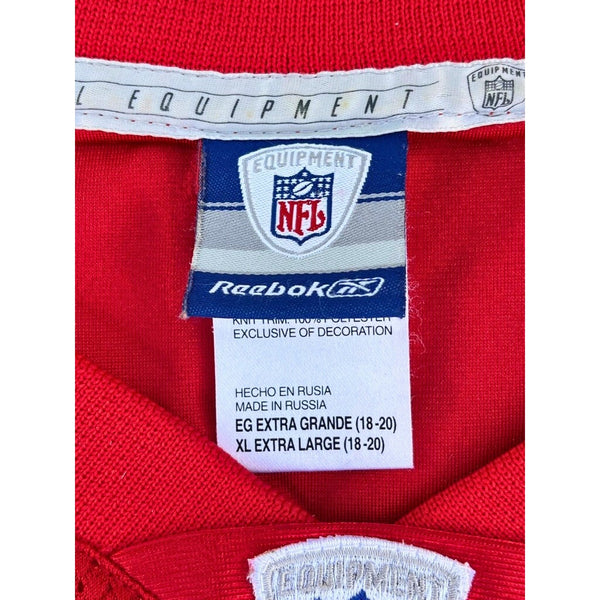 L EQUIPMENT
EQUIPMENT
NFL
EQUIPMENT
NFL
Reebok
KNIT TRIM: 100% POLYESTER
EXCLUSIVE OF DECORATION
HECHO EN RUSIA
MADE IN RUSSIA
EG EXTRA GRANDE (18-20)
XL EXTRA LARGE (18-20)
EQUIPMENT